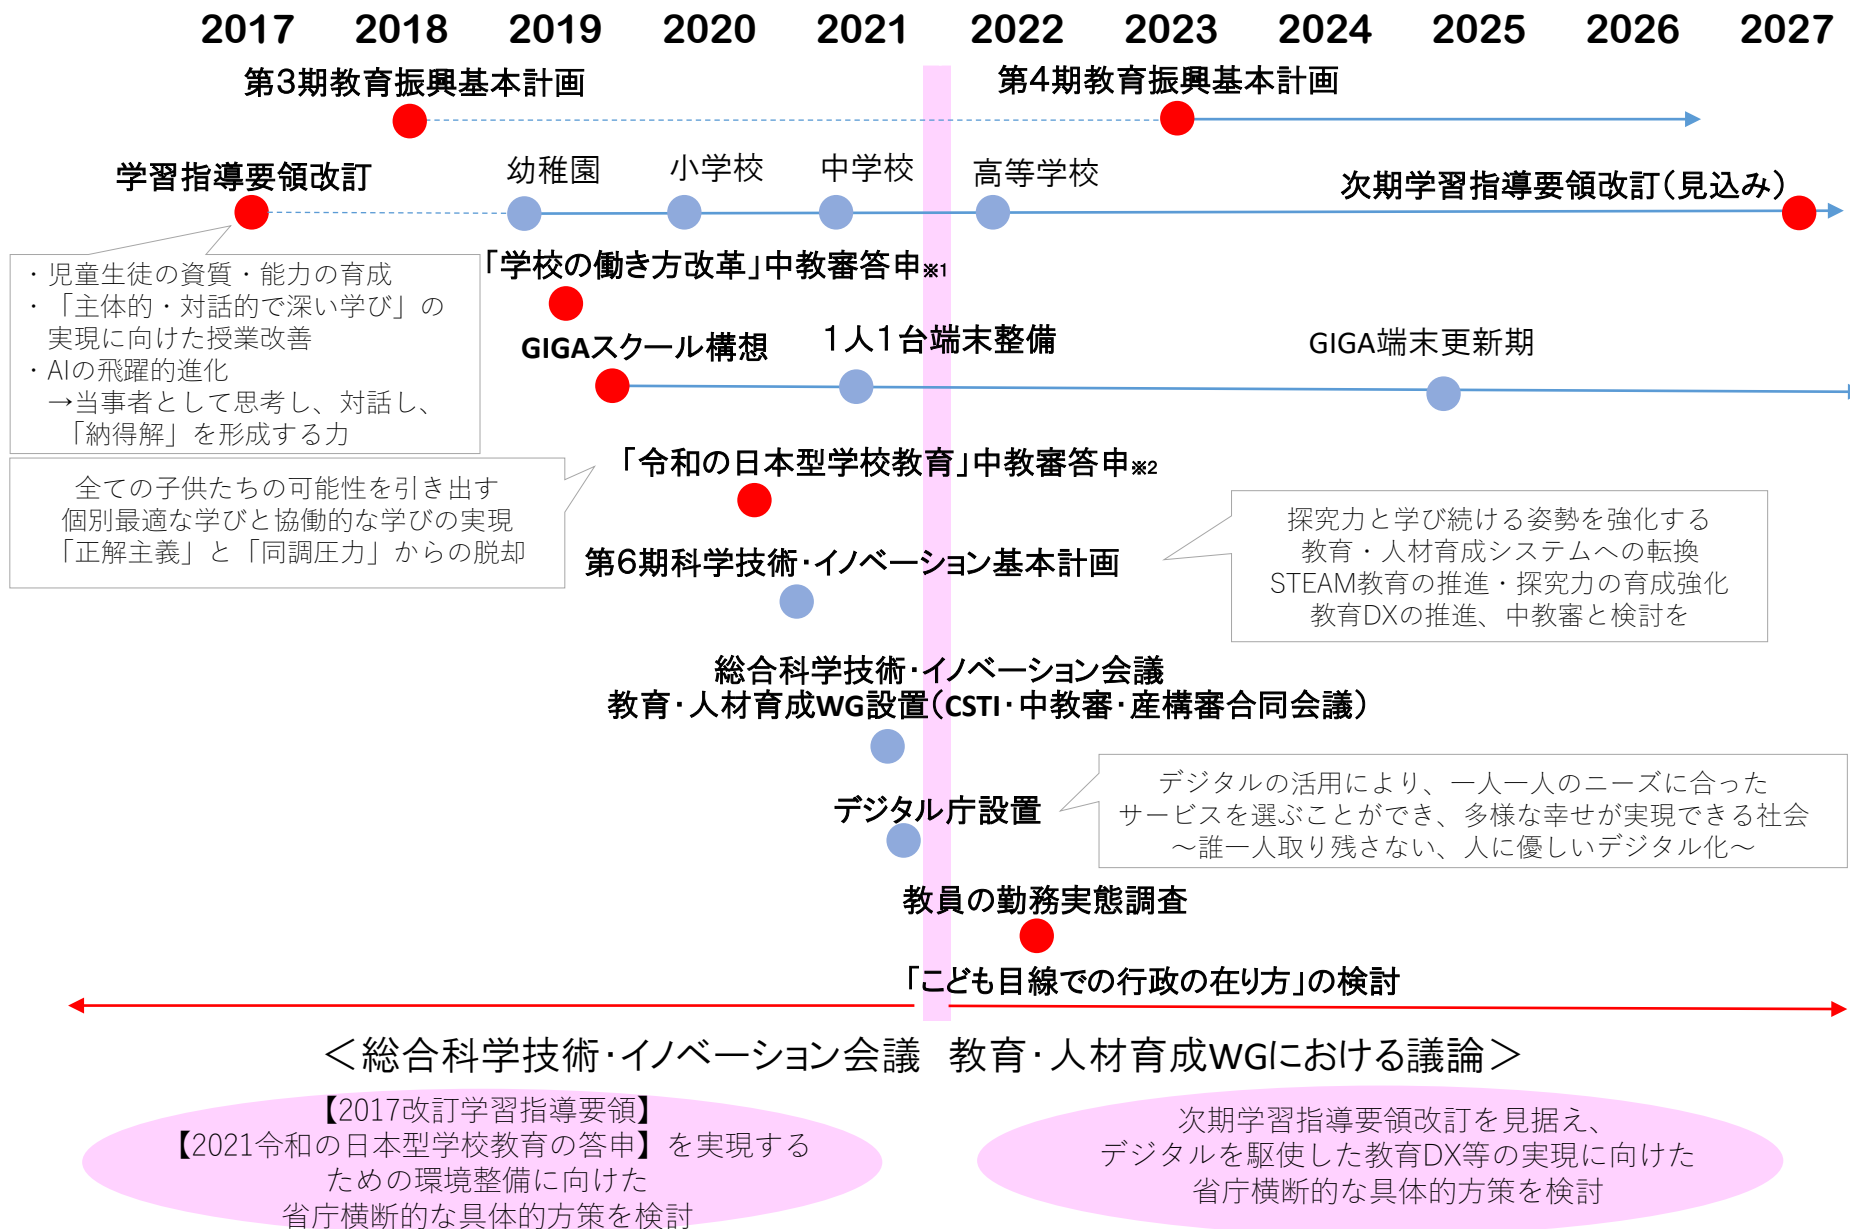 2017 2018 2019 2020 2021 2022 2023 2024 2025 2026 2027
第3期教育振興基本計画
第4期教育振興基本計画
学習指導要領改訂
幼稚園
小学校
中学校
高等学校
次期学習指導要領改訂(見込み)
・児童生徒の資質・能力の育成
・「主体的・対話的で深い学び」の
実現に向けた授業改善
・AIの飛躍的進化
→当事者として思考し、対話し、
「納得解」を形成する力
「学校の働き方改革」中教審答申※1
GIGAスクール構想
1人1台端末整備
GIGA端末更新期
「令和の日本型学校教育」中教審答申※2
全ての子供たちの可能性を引き出す
個別最適な学びと協働的な学びの実現
「正解主義」と「同調圧力」からの脱却
第6期科学技術・イノベーション基本計画
探究力と学び続ける姿勢を強化する
教育・人材育成システムへの転換
STEAM教育の推進・探究力の育成強化
教育DXの推進、中教審と検討を
総合科学技術・イノベーション会議
教育・人材育成WG設置(CSTI・中教審・産構審合同会議)
デジタル庁設置
デジタルの活用により、一人一人のニーズに合った
サービスを選ぶことができ、多様な幸せが実現できる社会
～誰一人取り残さない、人に優しいデジタル化～
教員の勤務実態調査
「こども目線での行政の在り方」の検討
＜総合科学技術・イノベーション会議 教育・人材育成WGにおける議論＞
【2017改訂学習指導要領】
【2021令和の日本型学校教育の答申】を実現する
ための環境整備に向けた
省庁横断的な具体的方策を検討
次期学習指導要領改訂を見据え、
デジタルを駆使した教育DX等の実現に向けた
省庁横断的な具体的方策を検討